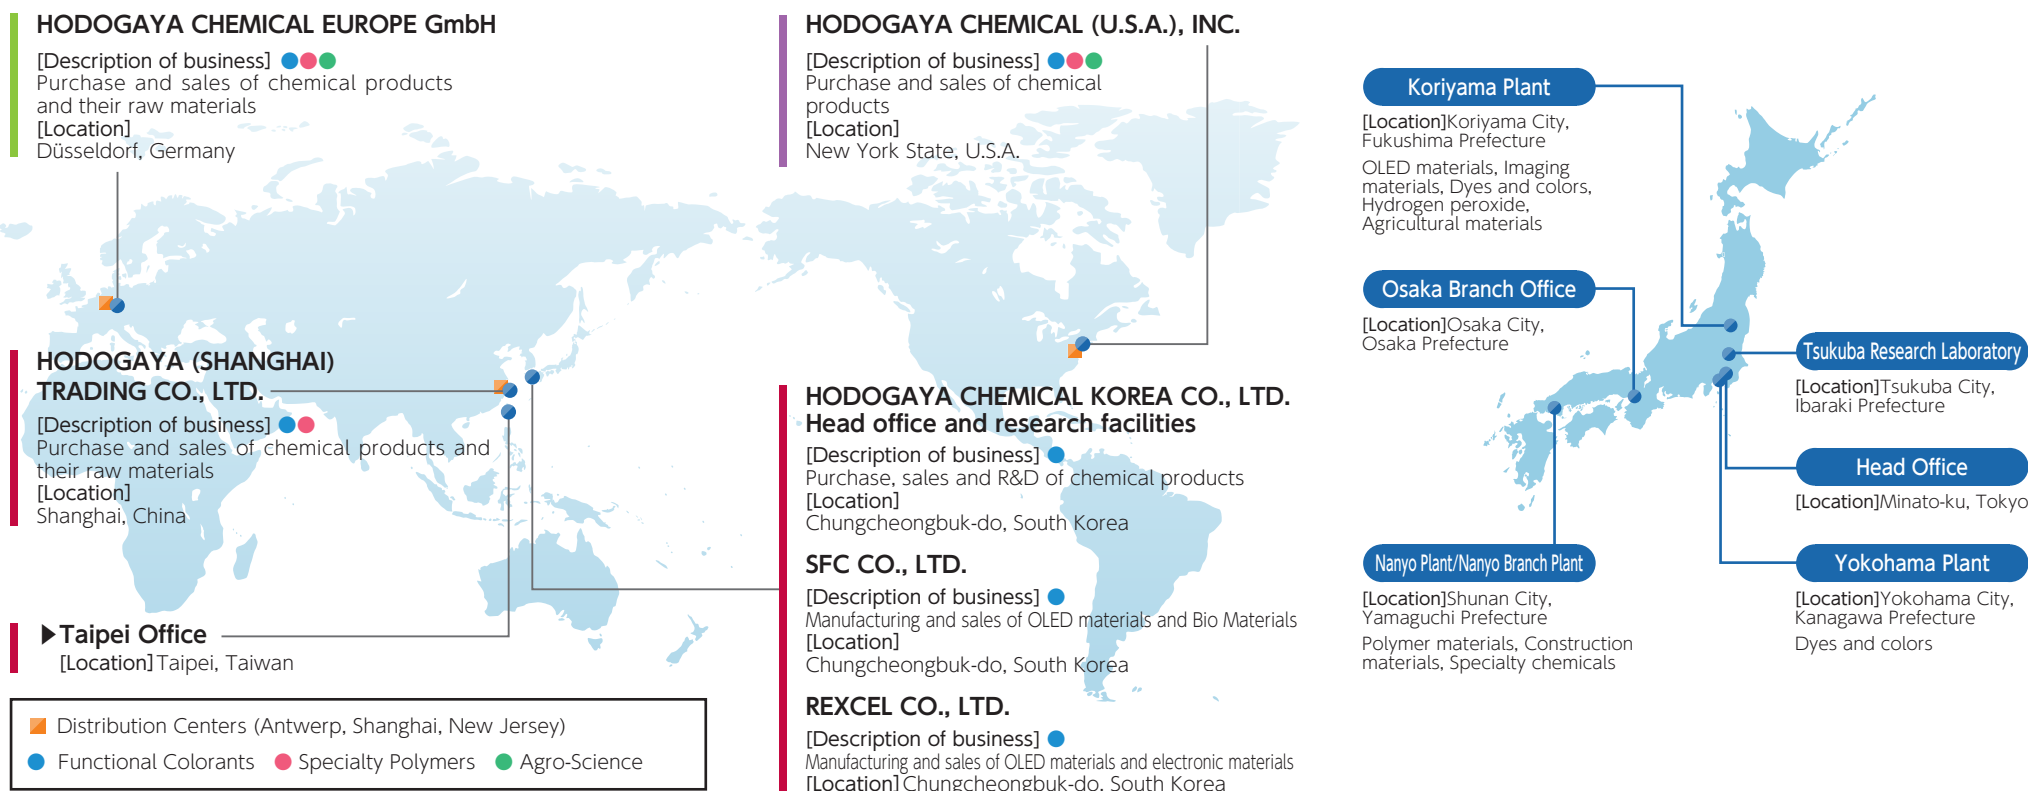 HODOGAYA CHEMICAL EUROPE GmbH
[Description of business]
Purchase and sales of chemical products
and their raw materials
[Location]
Düsseldorf, Germany
HODOGAYA (SHANGHAI)
TRADING CO., LTD.
[Description of business]
Purchase and sales of chemical products and
their raw materials
[Location]
Shanghai, China
▶Taipei Office
[Location] Taipei, Taiwan
Distribution Centers (Antwerp, Shanghai, New Jersey)
Functional Colorants Specialty Polymers Agro-Science
HODOGAYA CHEMICAL (U.S.A.), INC.
[Description of business]
Purchase and sales of chemical
products
[Location]
New York State, U.S.A.
HODOGAYA CHEMICAL KOREA CO., LTD.
Head office and research facilities
[Description of business]
Purchase, sales and R&D of chemical products
[Location]
Chungcheongbuk-do, South Korea
SFC CO., LTD.
[Description of business]
Manufacturing and sales of OLED materials and Bio Materials
[Location]
Chungcheongbuk-do, South Korea
REXCEL CO., LTD.
[Description of business]
Manufacturing and sales of OLED materials and electronic materials
[Location] Chungcheongbuk-do, South Korea
Koriyama Plant
[Location]Koriyama City,
Fukushima Prefecture
OLED materials, Imaging
materials, Dyes and colors,
Hydrogen peroxide,
Agricultural materials
Osaka Branch Office
[Location]Osaka City,
Osaka Prefecture
Nanyo Plant/Nanyo Branch Plant
[Location]Shunan City,
Yamaguchi Prefecture
Polymer materials, Construction
materials, Specialty chemicals
Tsukuba Research Laboratory
[Location]Tsukuba City,
Ibaraki Prefecture
Head Office
[Location]Minato-ku, Tokyo
Yokohama Plant
[Location]Yokohama City,
Kanagawa Prefecture
Dyes and colors